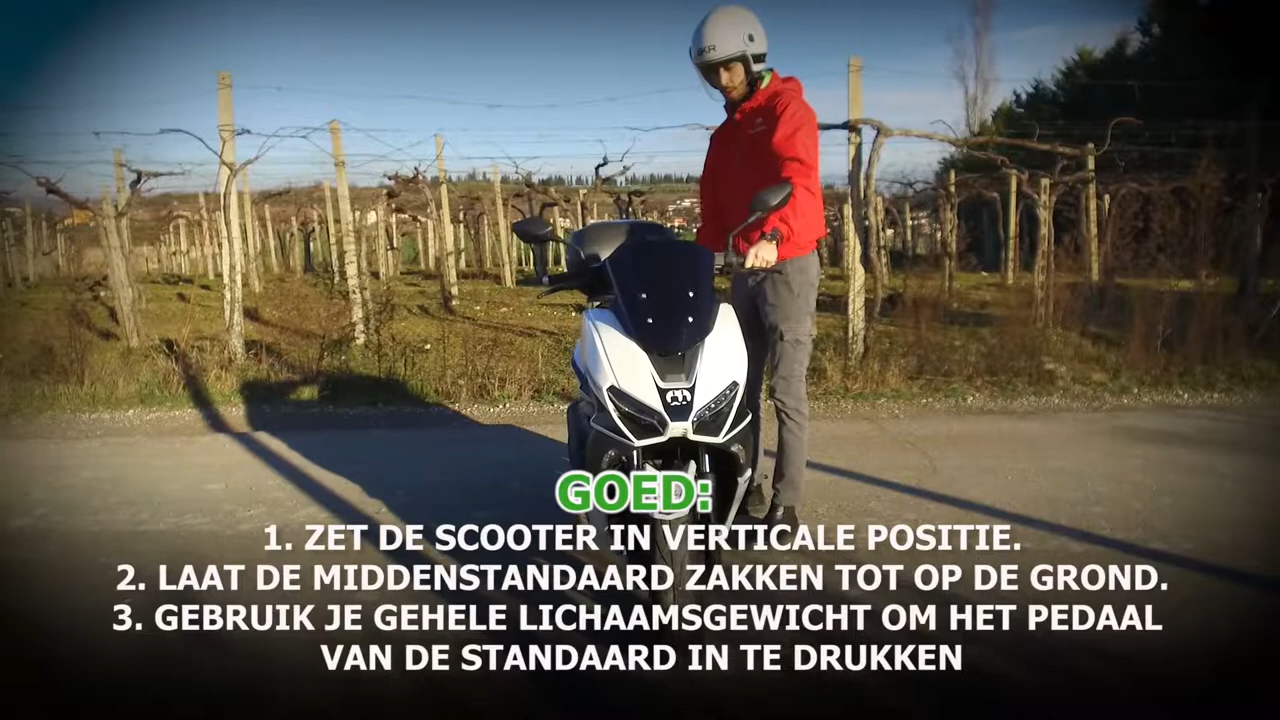 GOED:
1. ZET DE SCOOTER IN VERTICALE POSITIE.
2. LAAT DE MIDDENSTANDAARD ZAKKEN TOT OP DE GROND.
3. GEBRUIK JE GEHELE LICHAAMSGEWICHT OM HET PEDAAL
VAN DE STANDAARD IN TE DRUKKEN